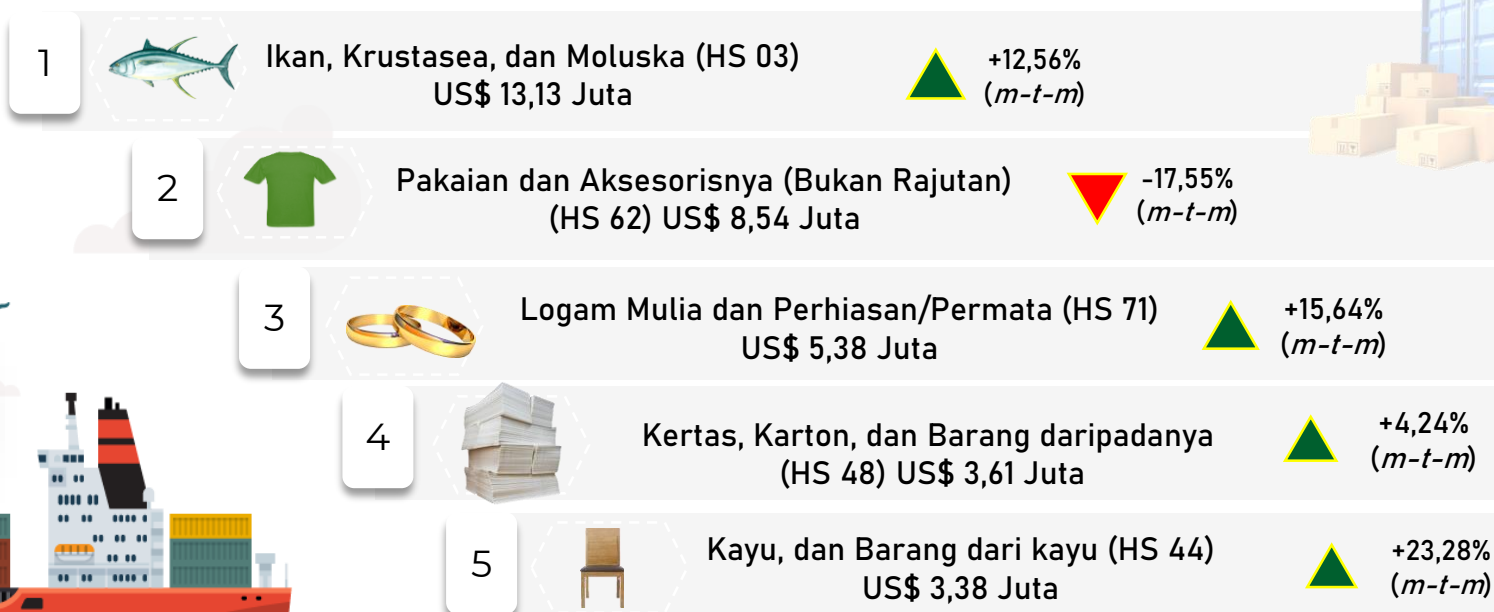 1
Ikan, Krustasea, dan Moluska (HS 03)
US$ 13,13 Juta
+12,56%
(m-t-m)
2
Pakaian dan Aksesorisnya (Bukan Rajutan)
(HS 62) US$ 8,54 Juta
-17,55%
(m-t-m)
3
Logam Mulia dan Perhiasan/Permata (HS 71)
US$ 5,38 Juta
+15,64%
(m-t-m)
4
Kertas, Karton, dan Barang daripadanya
(HS 48) US$ 3,61 Juta
+4,24%
(m-t-m)
5
Kayu, dan Barang dari kayu (HS 44)
US$ 3,38 Juta
+23,28%
(m-t-m)